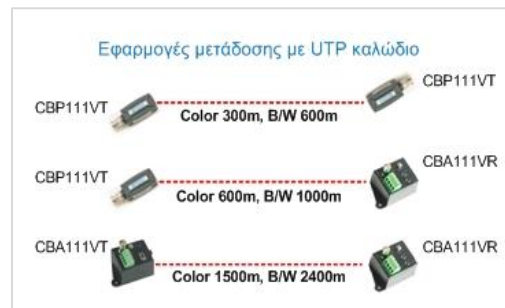 Εφαρμογές μετάδοσης με UTP καλώδιο
CBP111VT
CBP111VT
Color 300m, B/W 600m
CBP111VT
CBA111VR
Color 600m, B/W 1000m
CBA111VT
CBA111VR
Color 1500m, B/W 2400m